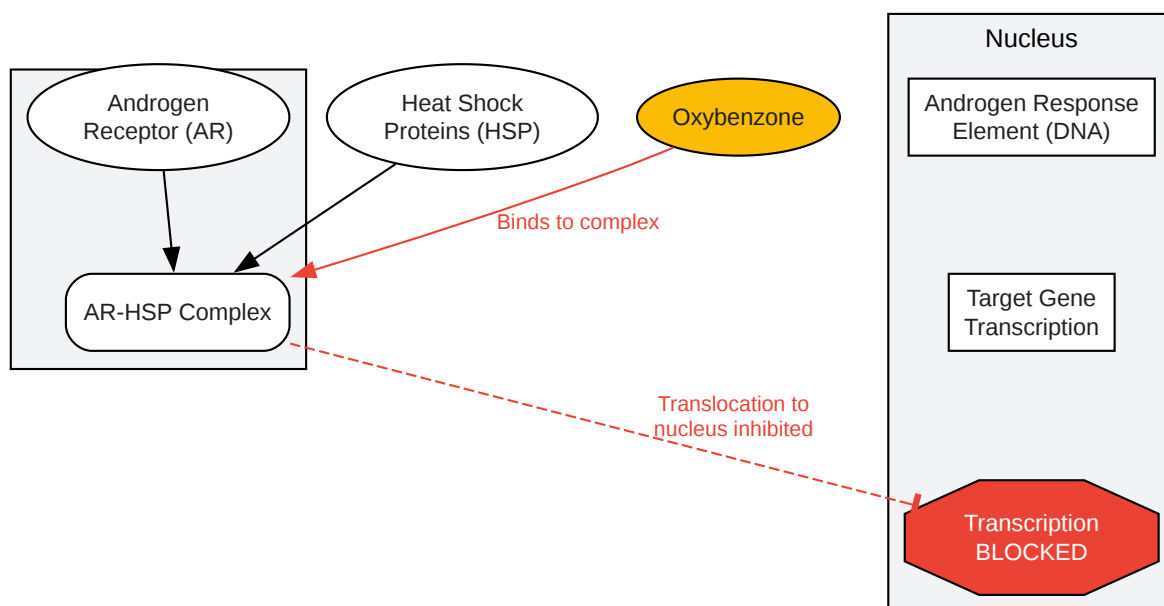 Nucleus
Androgen
Receptor (AR)
Heat Shock
Proteins (HSP)
Oxybenzone
Androgen Response
Element (DNA)
Binds to complex
AR-HSP Complex
Target Gene
Transcription
Translocation to
nucleus inhibited
Transcription
BLOCKED